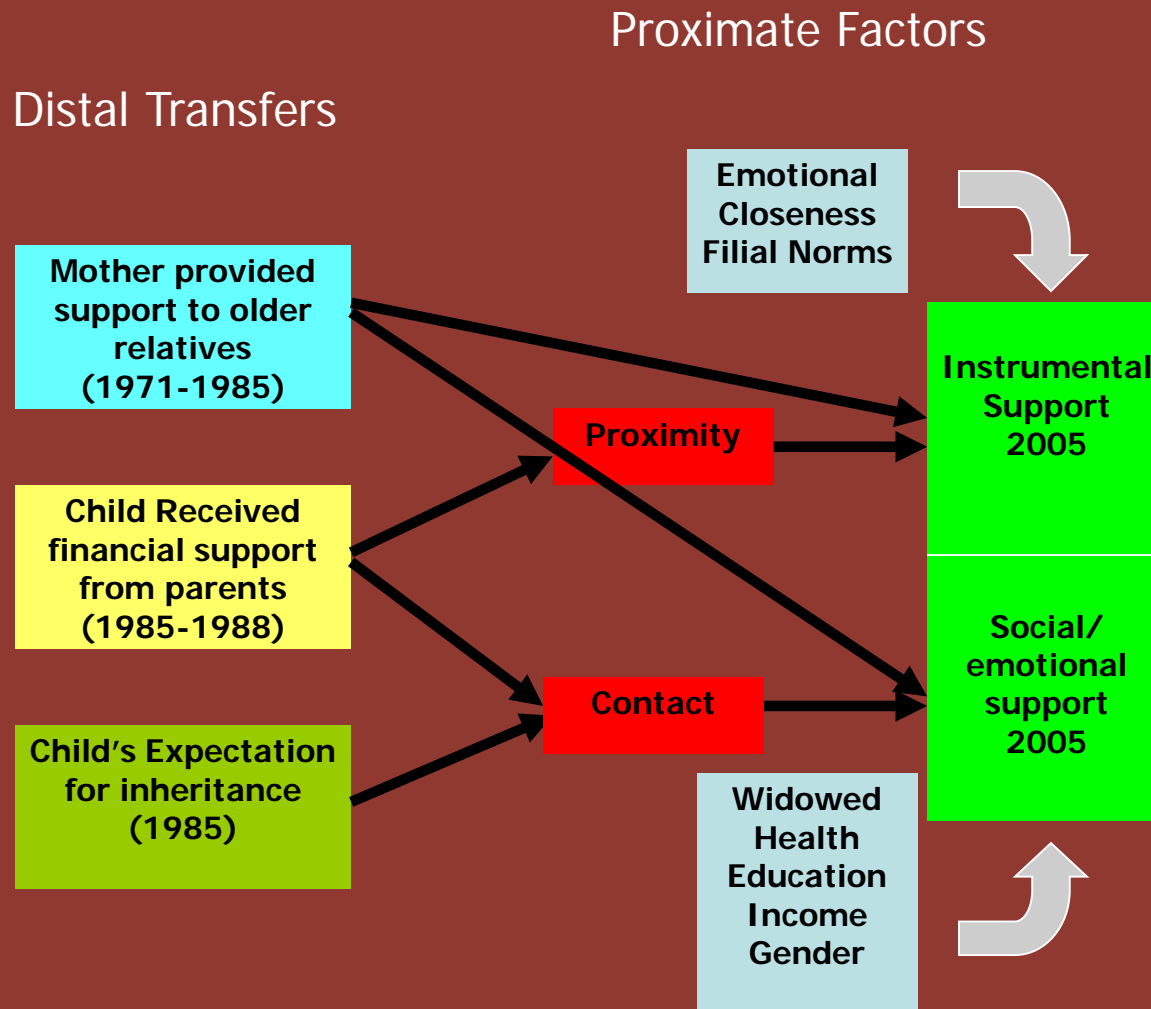 Proximate Factors
Distal Transfers
Emotional
Closeness
Filial Norms
Mother provided
support to older
relatives
(1971-1985)
Instrumental
Support
2005
Proximity
Child Received
financial support
from parents
(1985-1988)
Social/
emotional
support
2005
Contact
Child’s Expectation
for inheritance
(1985)
Widowed
Health
Education
Income
Gender